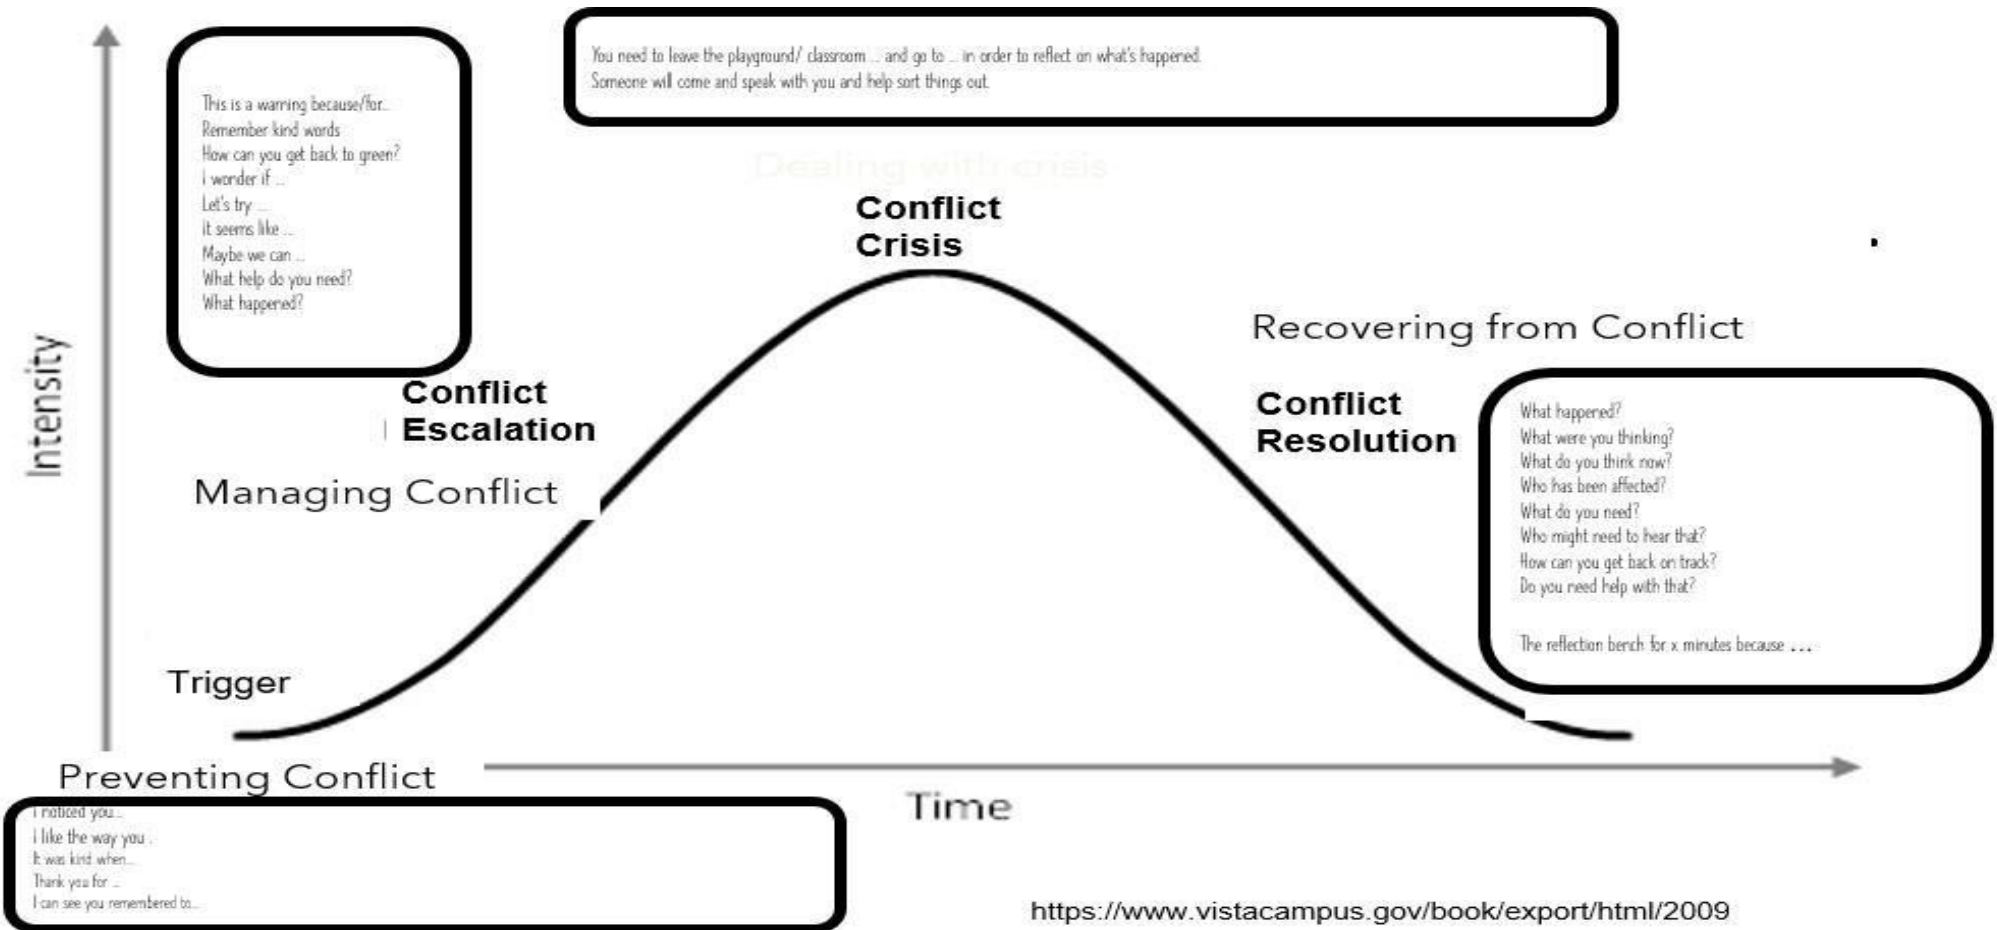 You need to leave the playground/ classroom ... and go to ... in order to reflect on what's happened.
Someone will come and speak with you and help sort things out.
This is a warning because/for...
Remember kind words
How can you get back to green?
I wonder if ...
Let's try ...
It seems like ...
Maybe we can ...
What help do you need?
What happened?
Dealing with crisis
Conflict
Crisis
Intensity
Conflict
Escalation
Managing Conflict
Recovering from Conflict
Conflict
Resolution
What happened?
What were you thinking?
What do you think now?
Who has been affected?
What do you need?
Who might need to hear that?
How can you get back on track?
Do you need help with that?
The reflection bench for x minutes because ...
Trigger
Preventing Conflict
I noticed you...
I like the way you .
It was kind when...
Thank you for ...
I can see you remembered to...
Time
https://www.vistacampus.gov/book/export/html/2009